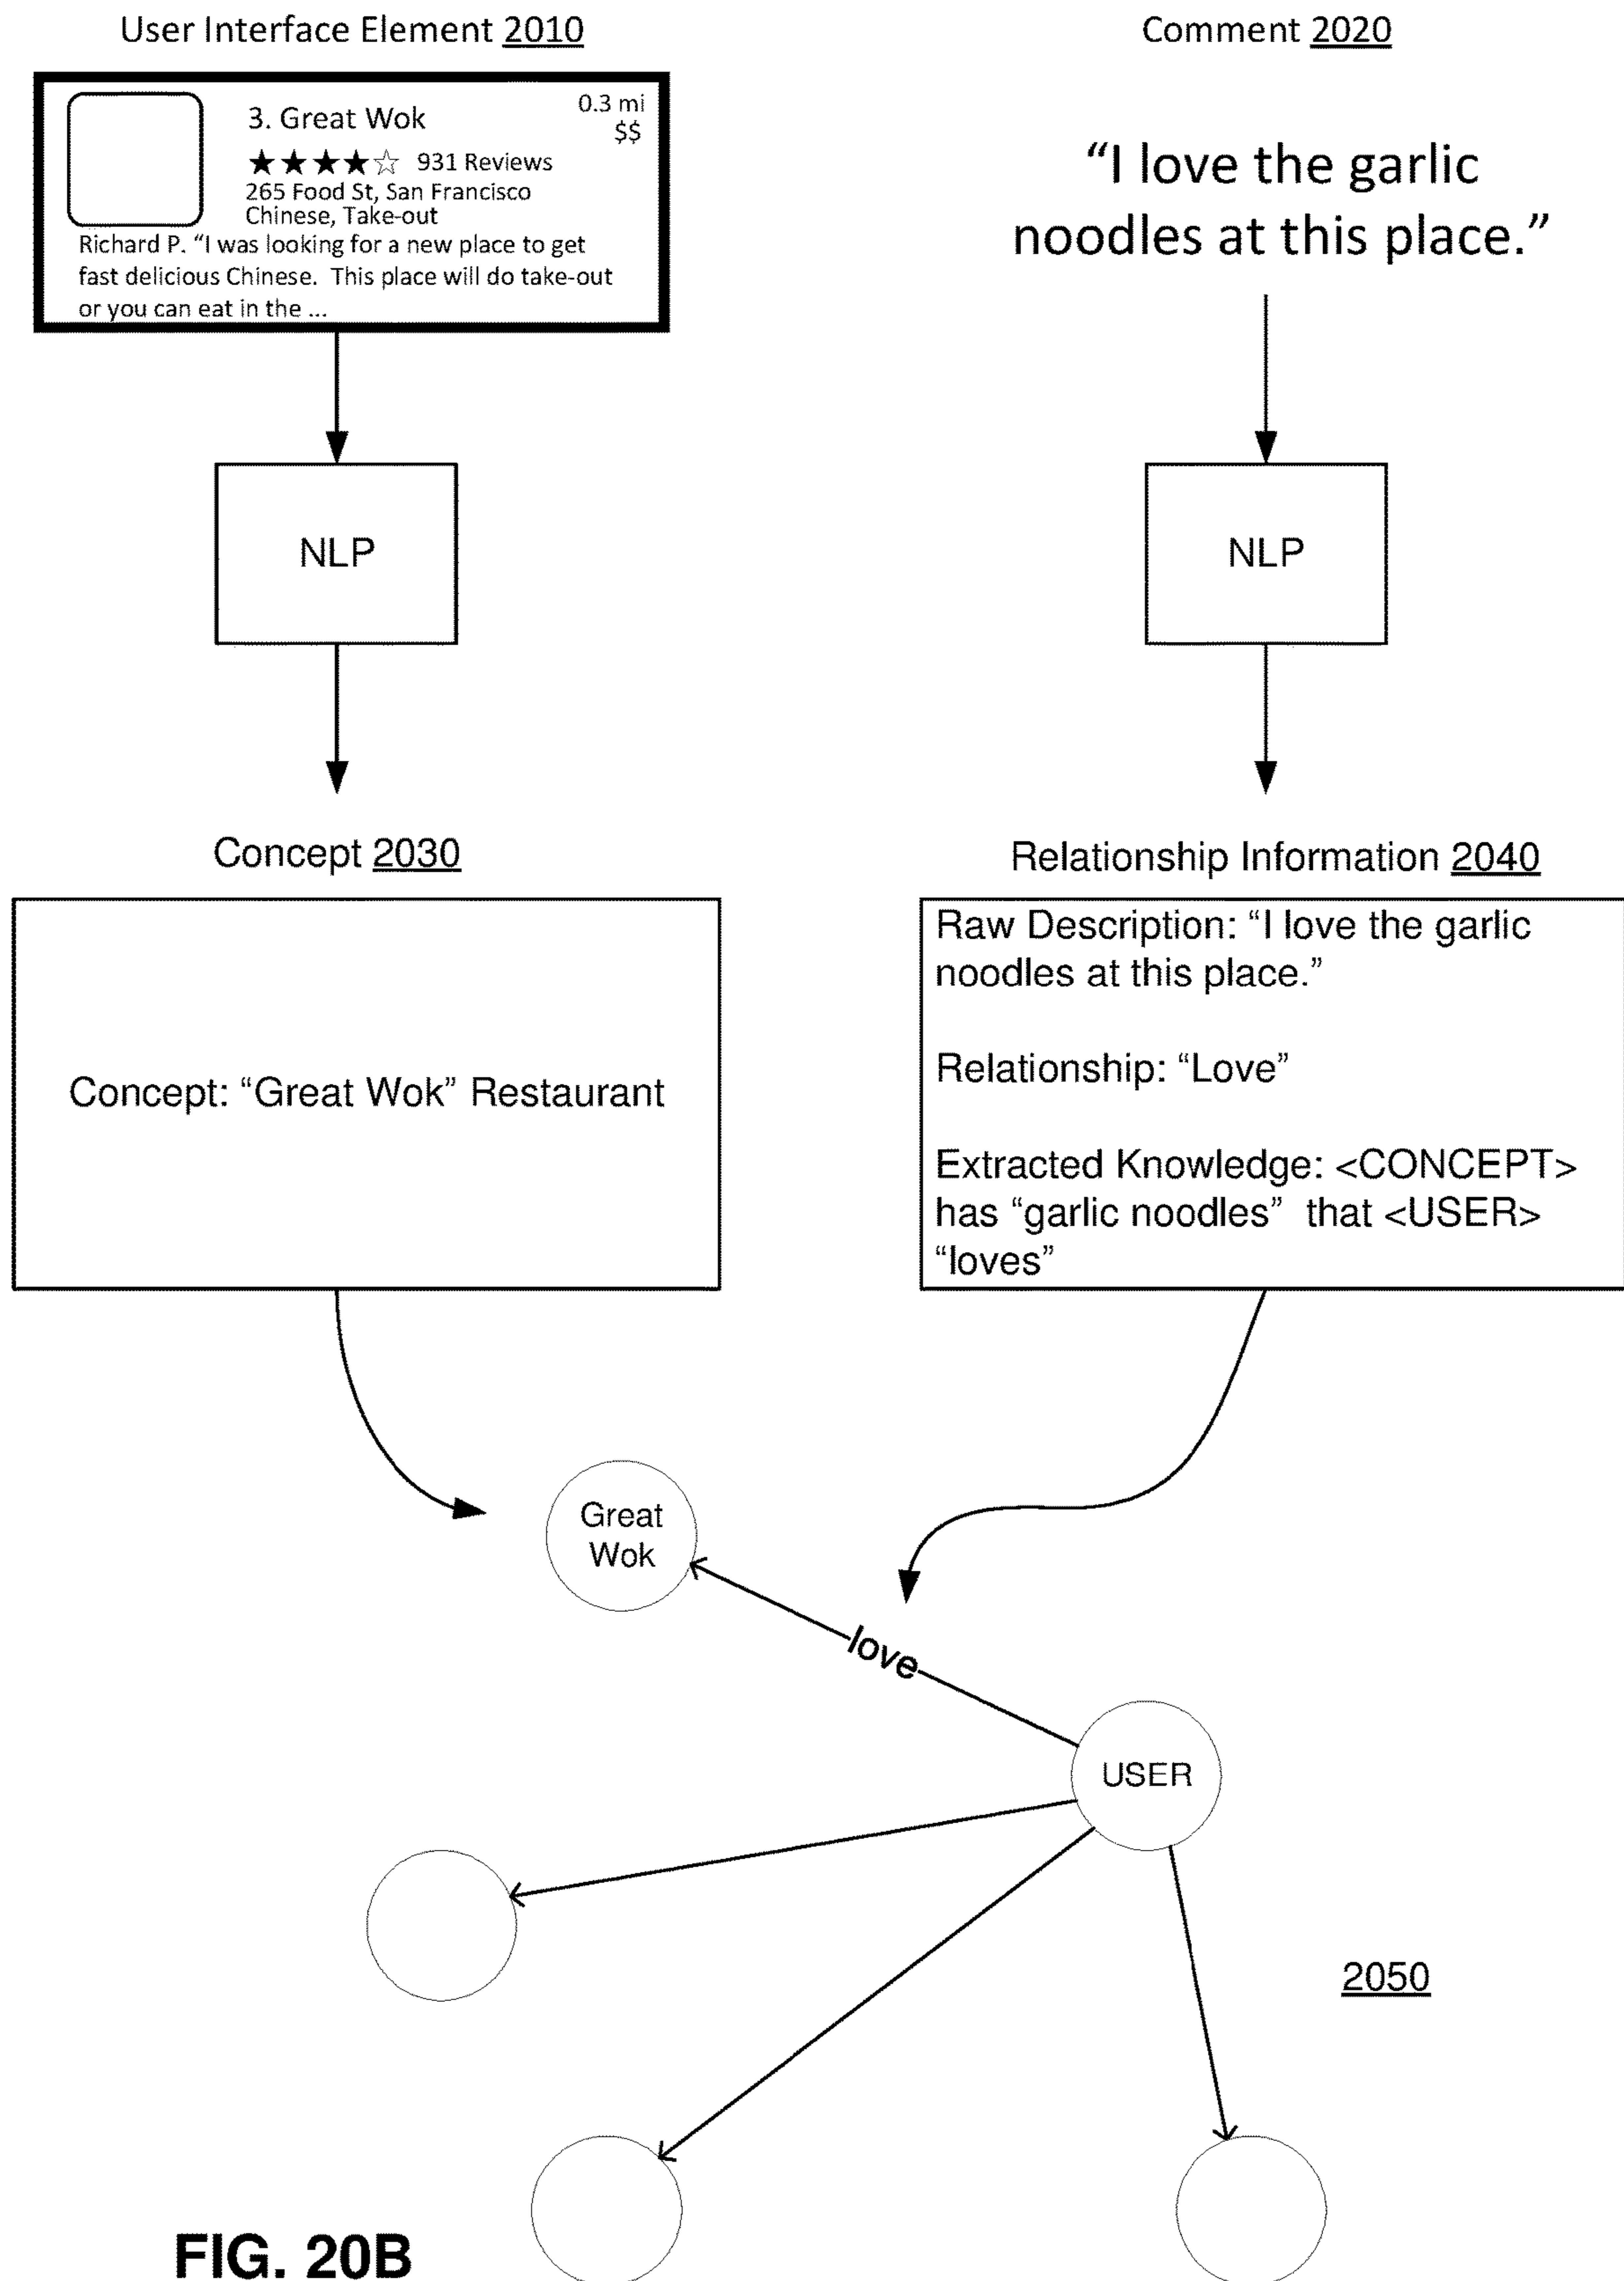 User Interface Element 2010
3. Great Wok
0.3 mi
$$
★★★★☆ 931 Reviews
265 Food St, San Francisco
Chinese, Take-out
Richard P. “I was looking for a new place to get
fast delicious Chinese. This place will do take-out
or you can eat in the ...
NLP
Comment 2020
“I love the garlic
noodles at this place.”
NLP
Concept 2030
Concept: “Great Wok” Restaurant
Relationship Information 2040
Raw Description: “I love the garlic
noodles at this place.”
Relationship: “Love”
Extracted Knowledge: <CONCEPT>
has “garlic noodles” that <USER>
“loves”
Great
Wok
love
USER
2050
FIG. 20B